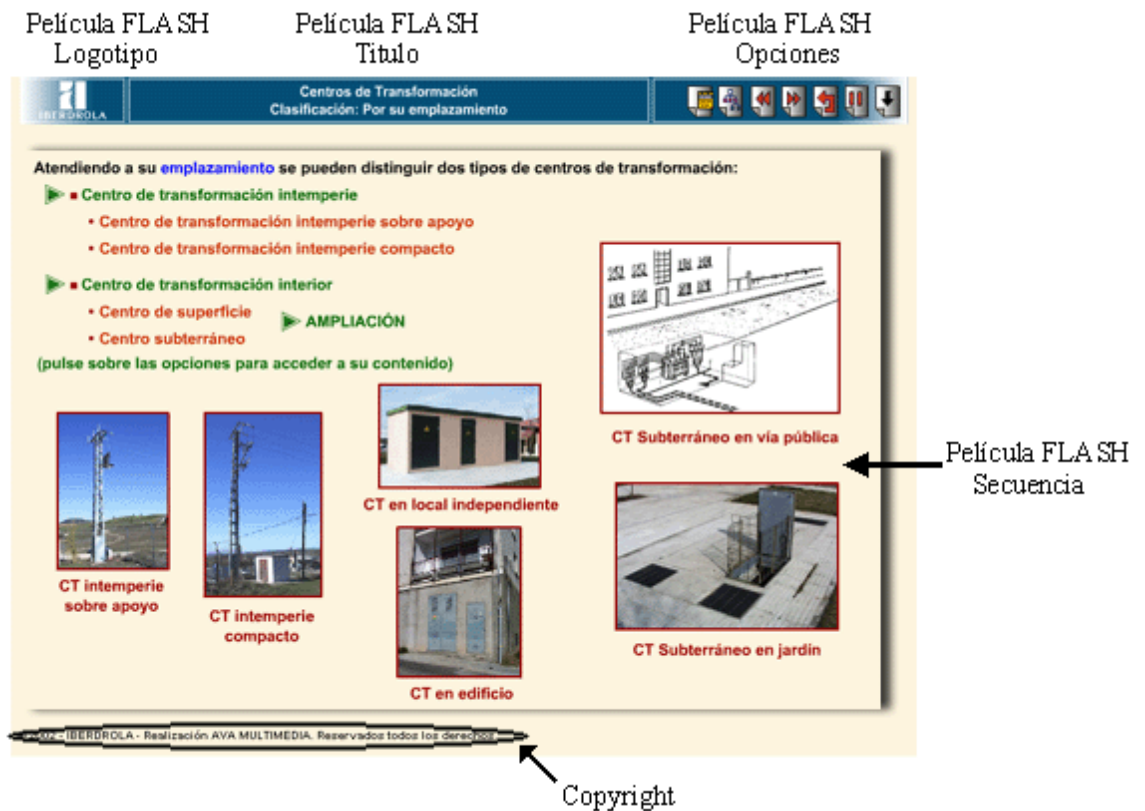 Película FLASH
Logotipo
Película FLASH
Titulo
Película FLASH
Opciones
IBERDROLA
Centros de Transformación
Clasificación: Por su emplazamiento
Atendiendo a su emplazamiento se pueden distinguir dos tipos de centros de transformación:
Centro de transformación intemperie
• Centro de transformación intemperie sobre apoyo
• Centro de transformación intemperie compacto
Centro de transformación interior
• Centro de superficie
AMPLIACIÓN
• Centro subterráneo
(pulse sobre las opciones para acceder a su contenido)
CT intemperie
sobre apoyo
CT intemperie
compacto
CT en local independiente
CT en edificio
CT Subterráneo en vía pública
CT Subterráneo en jardín
Película FLASH
Secuencia
2002 - IBERDROLA - Realización AVA MULTIMEDIA. Reservados todos los derechos
Copyright